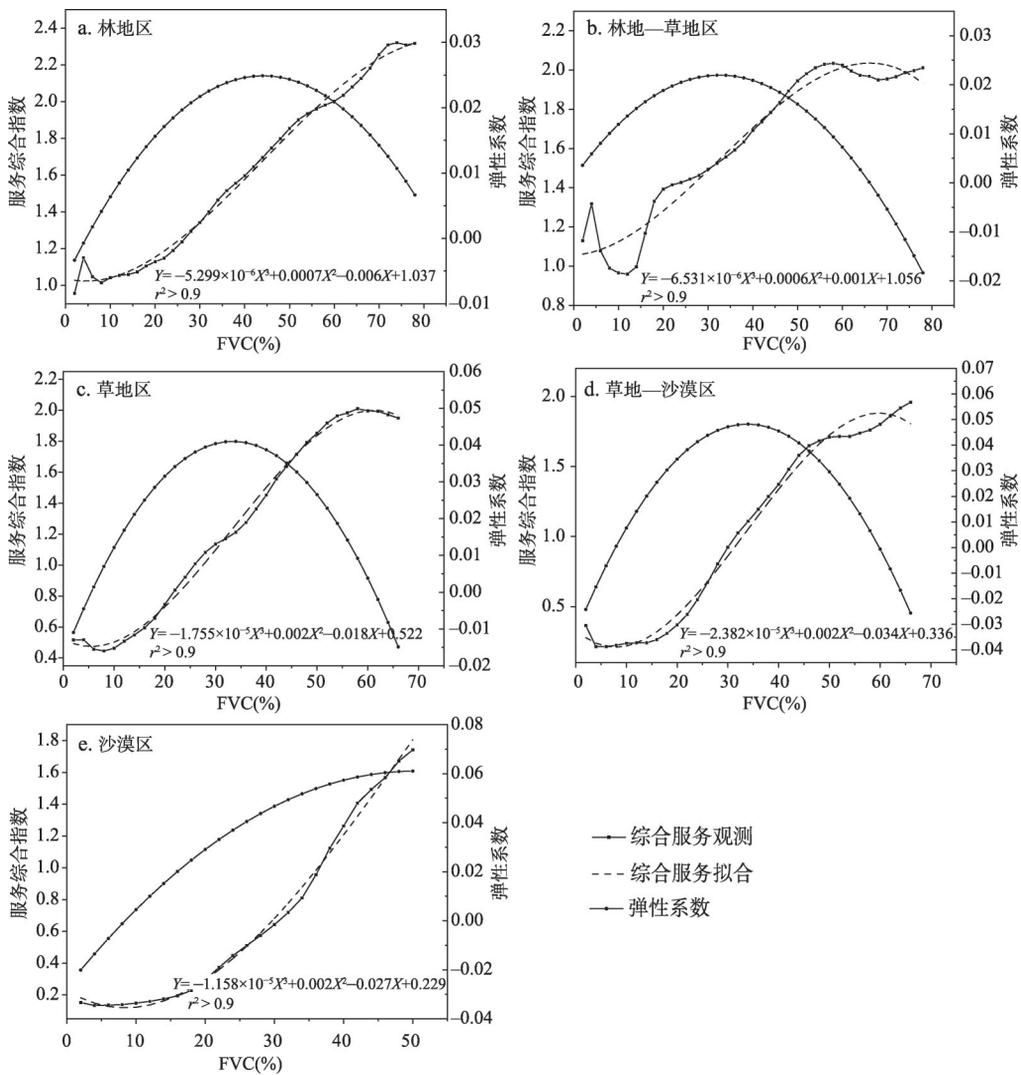 a. 林地区
服务综合指数
2.4
2.2
2.0
1.8
1.6
1.4
1.2
1.0
0.03
0.02
0.01
0.00
–0.01
弹性系数
Y= –5.299×10⁻⁶X³+0.0007X²–0.006X+1.037
r²> 0.9
0 10 20 30 40 50 60 70 80
FVC(%)
b. 林地—草地区
服务综合指数
2.2
2.0
1.8
1.6
1.4
1.2
1.0
0.8
0.03
0.02
0.01
0.00
–0.01
–0.02
弹性系数
Y= –6.531×10⁻⁶X³+0.0006X²+0.001X+1.056
r²> 0.9
0 10 20 30 40 50 60 70 80
FVC(%)
c. 草地区
服务综合指数
2.2
2.0
1.8
1.6
1.4
1.2
1.0
0.8
0.6
0.4
0.06
0.05
0.04
0.03
0.02
0.01
0.00
–0.01
–0.02
弹性系数
Y= –1.755×10⁻⁵X³+0.002X²–0.018X+0.522
r²> 0.9
0 10 20 30 40 50 60 70
FVC(%)
d. 草地—沙漠区
服务综合指数
2.0
1.5
1.0
0.5
0.07
0.06
0.05
0.04
0.03
0.02
0.01
0.00
–0.01
–0.02
–0.03
–0.04
弹性系数
Y= –2.382×10⁻⁵X³+0.002X²–0.034X+0.336
r²> 0.9
0 10 20 30 40 50 60 70
FVC(%)
e. 沙漠区
服务综合指数
1.8
1.6
1.4
1.2
1.0
0.8
0.6
0.4
0.2
0.08
0.06
0.04
0.02
0.00
–0.02
–0.04
弹性系数
Y= –1.158×10⁻⁵X³+0.002X²–0.027X+0.229
r²> 0.9
0 10 20 30 40 50
FVC(%)
综合服务观测
综合服务拟合
弹性系数